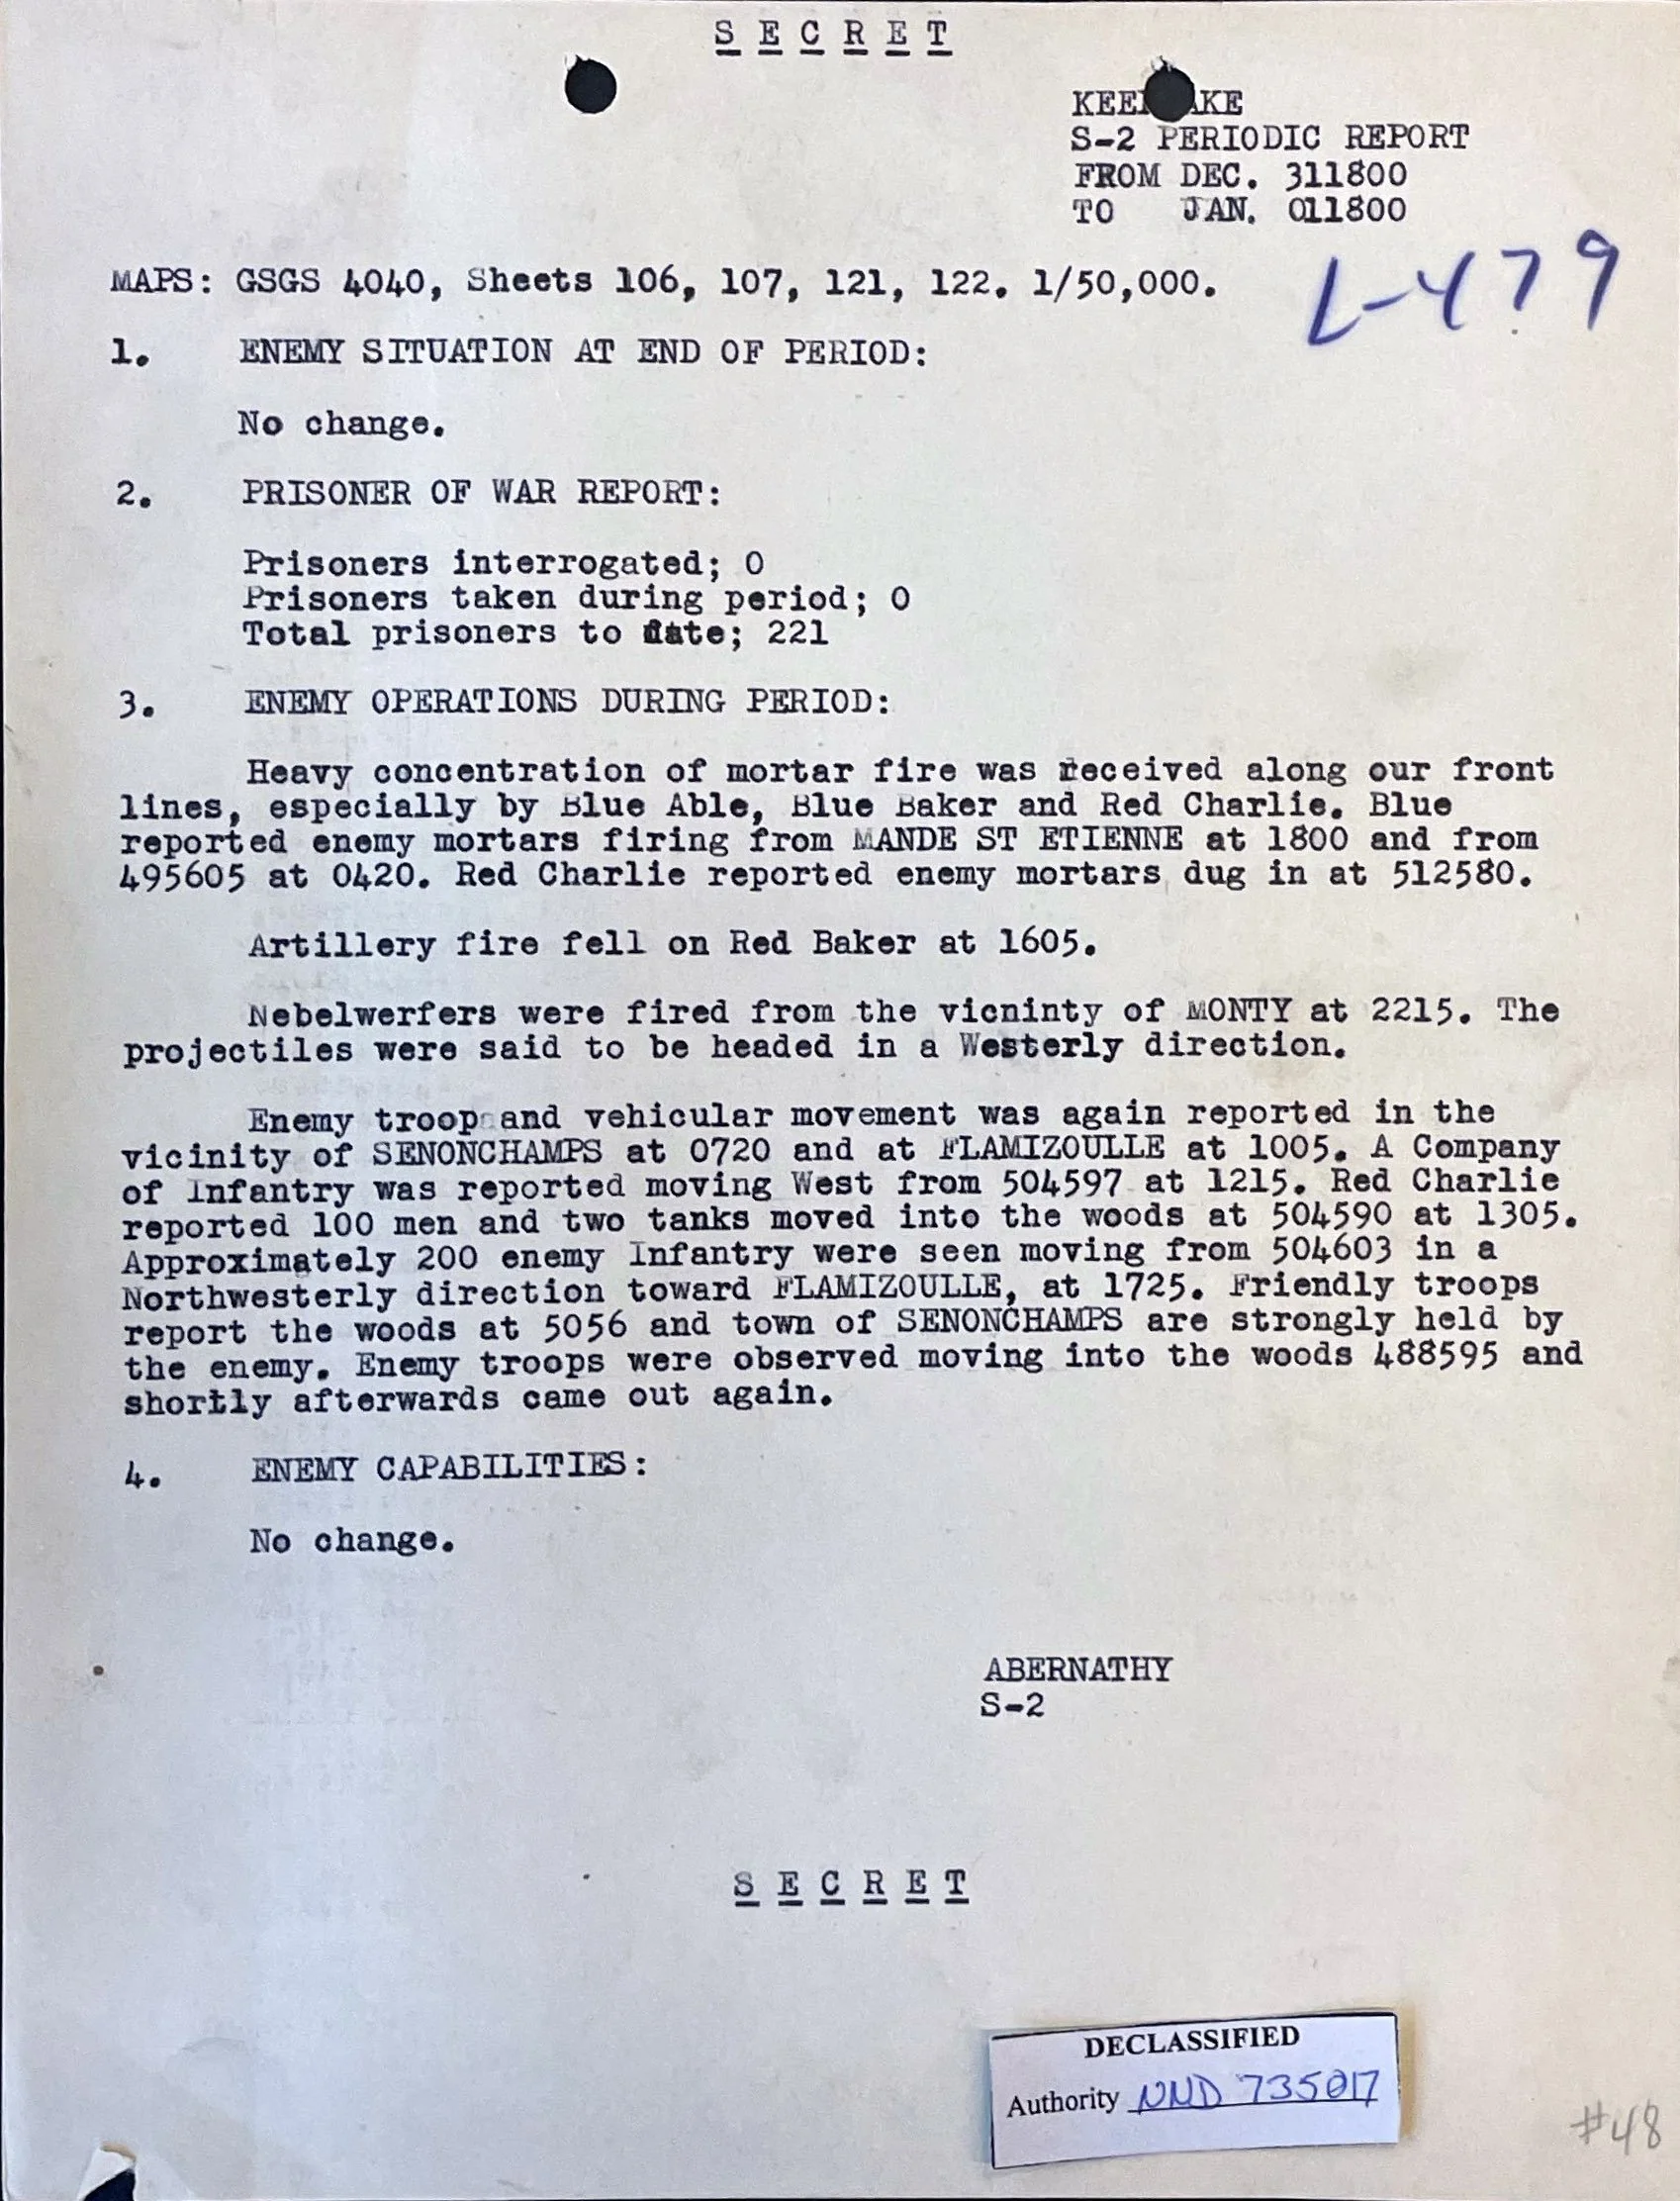 S E C R E T
KEE KE
S-2 PERIODIC REPORT
FROM DEC. 311800
TO JAN. 011800
L-479
MAPS: GSGS 4040, Sheets 106, 107, 121, 122. 1/50,000.
1. ENEMY SITUATION AT END OF PERIOD:
No change.
2. PRISONER OF WAR REPORT:
Prisoners interrogated; 0
Prisoners taken during period; 0
Total prisoners to date; 221
3. ENEMY OPERATIONS DURING PERIOD:
Heavy concentration of mortar fire was received along our front
lines, especially by Blue Able, Blue Baker and Red Charlie. Blue
reported enemy mortars firing from MANDE ST ETIENNE at 1800 and from
495605 at 0420. Red Charlie reported enemy mortars dug in at 512580.
Artillery fire fell on Red Baker at 1605.
Nebelwerfers were fired from the vicninty of MONTY at 2215. The
projectiles were said to be headed in a Westerly direction.
Enemy troop and vehicular movement was again reported in the
vicinity of SENONCHAMPS at 0720 and at FLAMIZOULLE at 1005. A Company
of Infantry was reported moving West from 504597 at 1215. Red Charlie
reported 100 men and two tanks moved into the woods at 504590 at 1305.
Approximately 200 enemy Infantry were seen moving from 504603 in a
Northwesterly direction toward FLAMIZOULLE, at 1725. Friendly troops
report the woods at 5056 and town of SENONCHAMPS are strongly held by
the enemy. Enemy troops were observed moving into the woods 488595 and
shortly afterwards came out again.
4. ENEMY CAPABILITIES:
No change.
ABERNATHY
S-2
S E C R E T
DECLASSIFIED
Authority NND 735017
#48